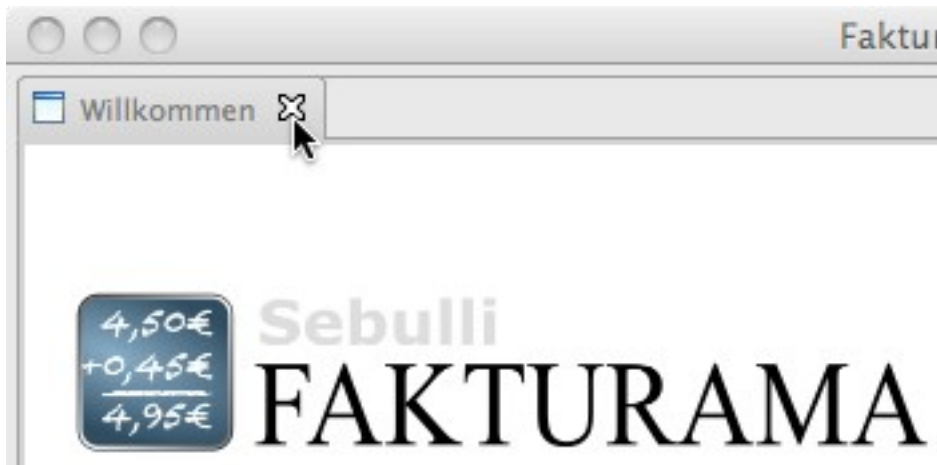 Faktur
Willkommen
4,50€
+0,45€
4,95€
Sebulli
FAKTURAMA